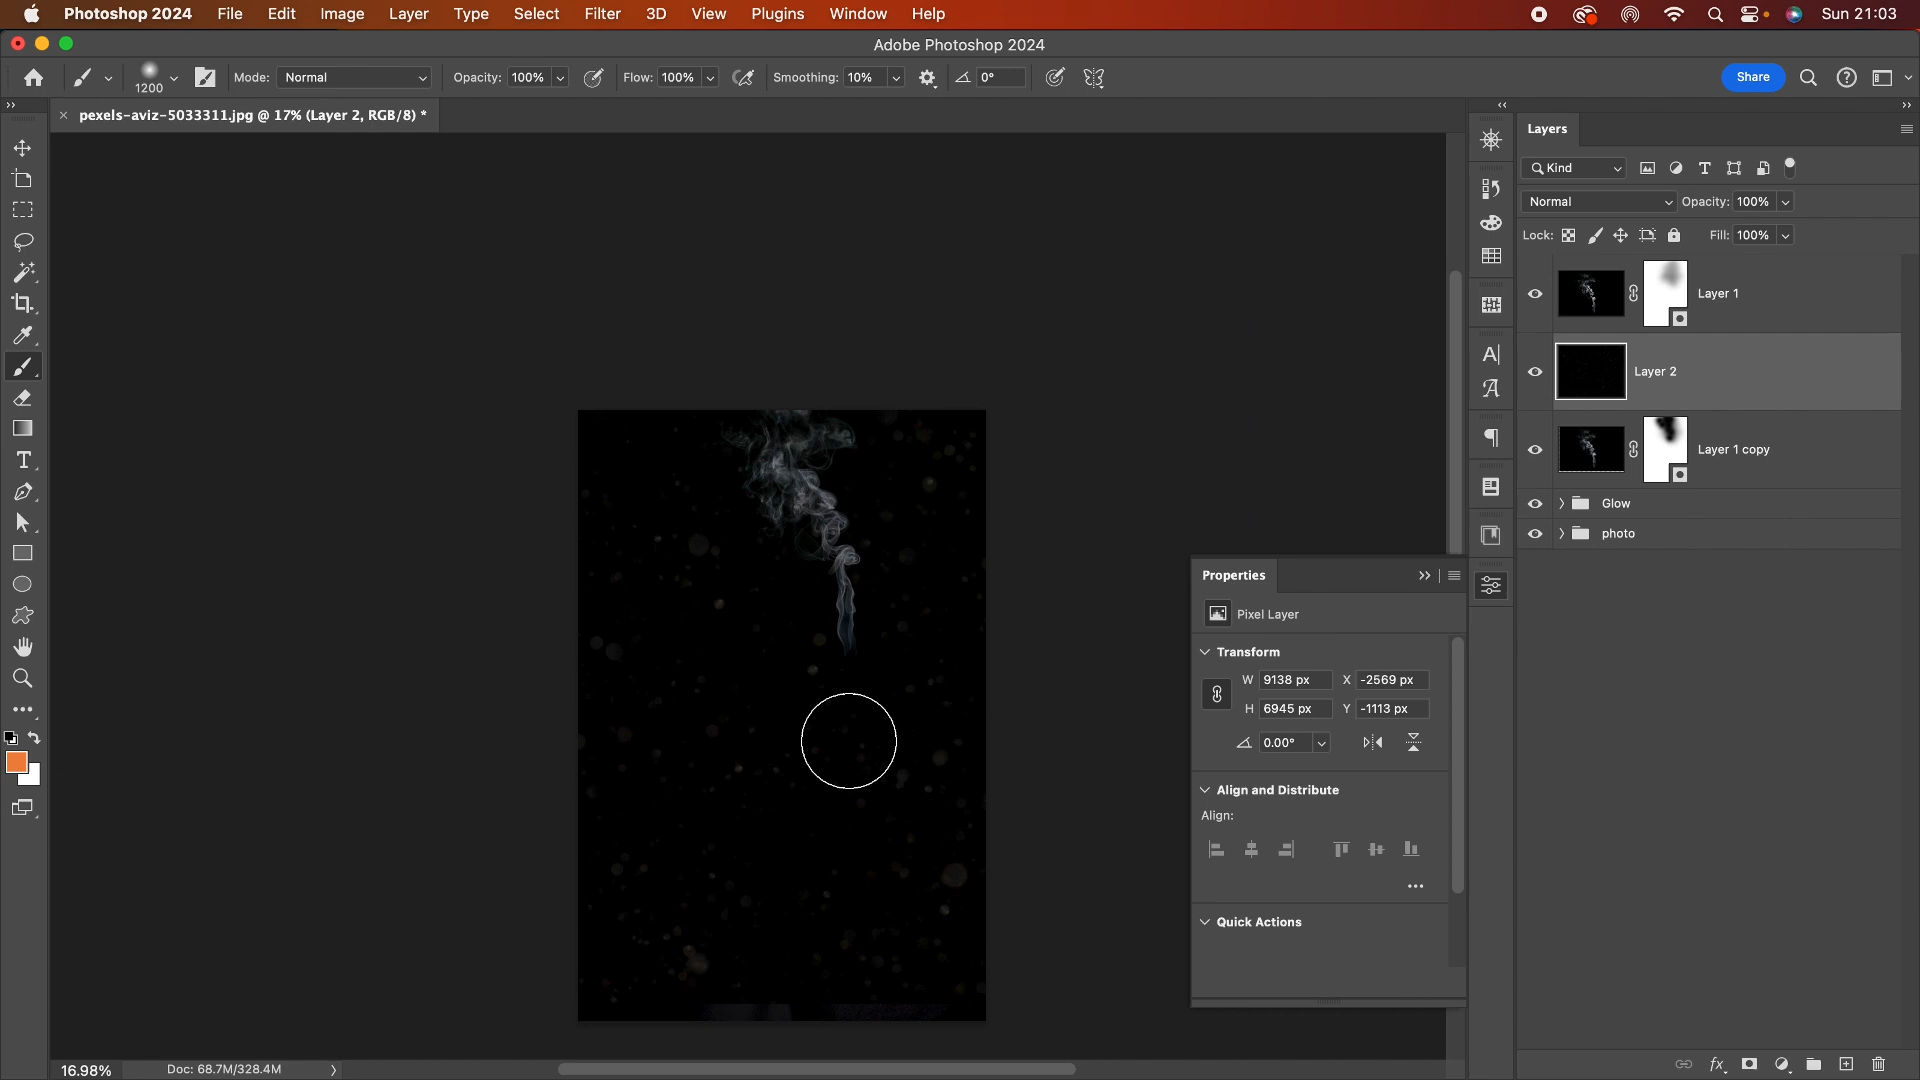 Photoshop 2024 File Edit Image Layer Type Select Filter 3D View Plugins Window Help Sun 21:03
Adobe Photoshop 2024
1200 Mode: Normal Opacity: 100% Flow: 100% Smoothing: 10% 0° Share
pexels-aviz-5033311.jpg @ 17% (Layer 2, RGB/8) *
Layers
Kind
Normal Opacity: 100%
Lock: Fill: 100%
Layer 1
Layer 2
Layer 1 copy
Glow
photo
Properties
Pixel Layer
Transform
W 9138 px X -2569 px
H 6945 px Y -1113 px
0.00°
Align and Distribute
Align:
Quick Actions
16.98% Doc: 68.7M/328.4M